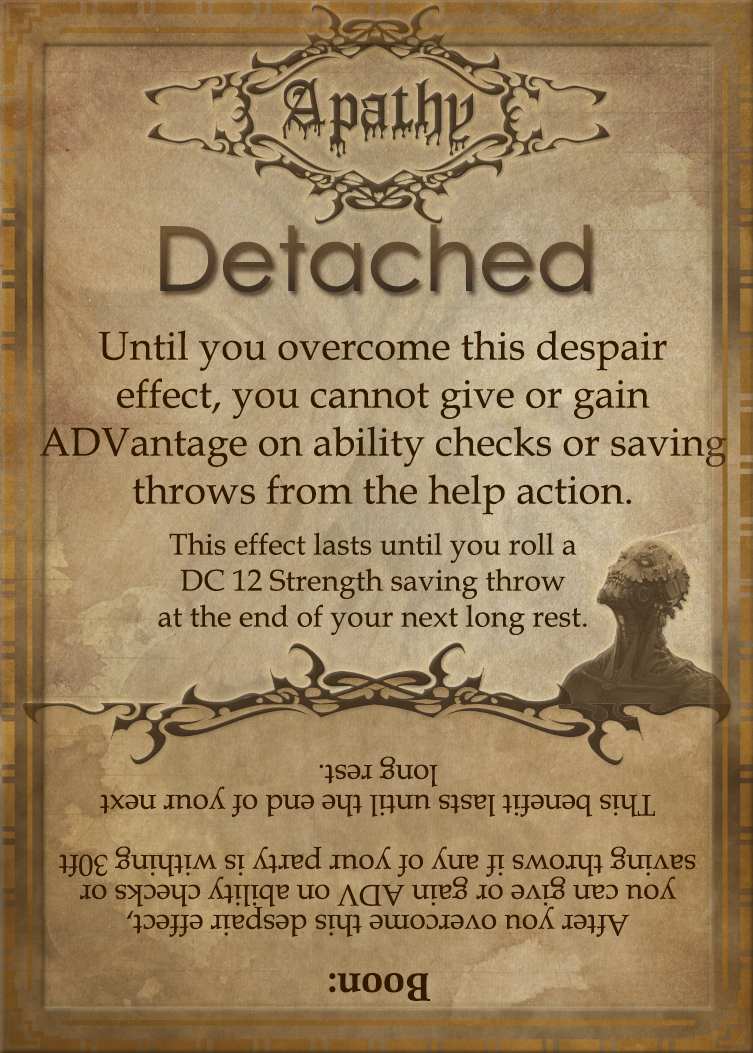 Apathy
Detached
Until you overcome this despair
effect, you cannot give or gain
ADVantage on ability checks or saving
throws from the help action.
This effect lasts until you roll a
DC 12 Strength saving throw
at the end of your next long rest.
Boon:
After you overcome this despair effect,
you can give or gain ADV on ability checks or
saving throws if any of your party is withing 30ft
This benefit lasts until the end of your next
long rest.